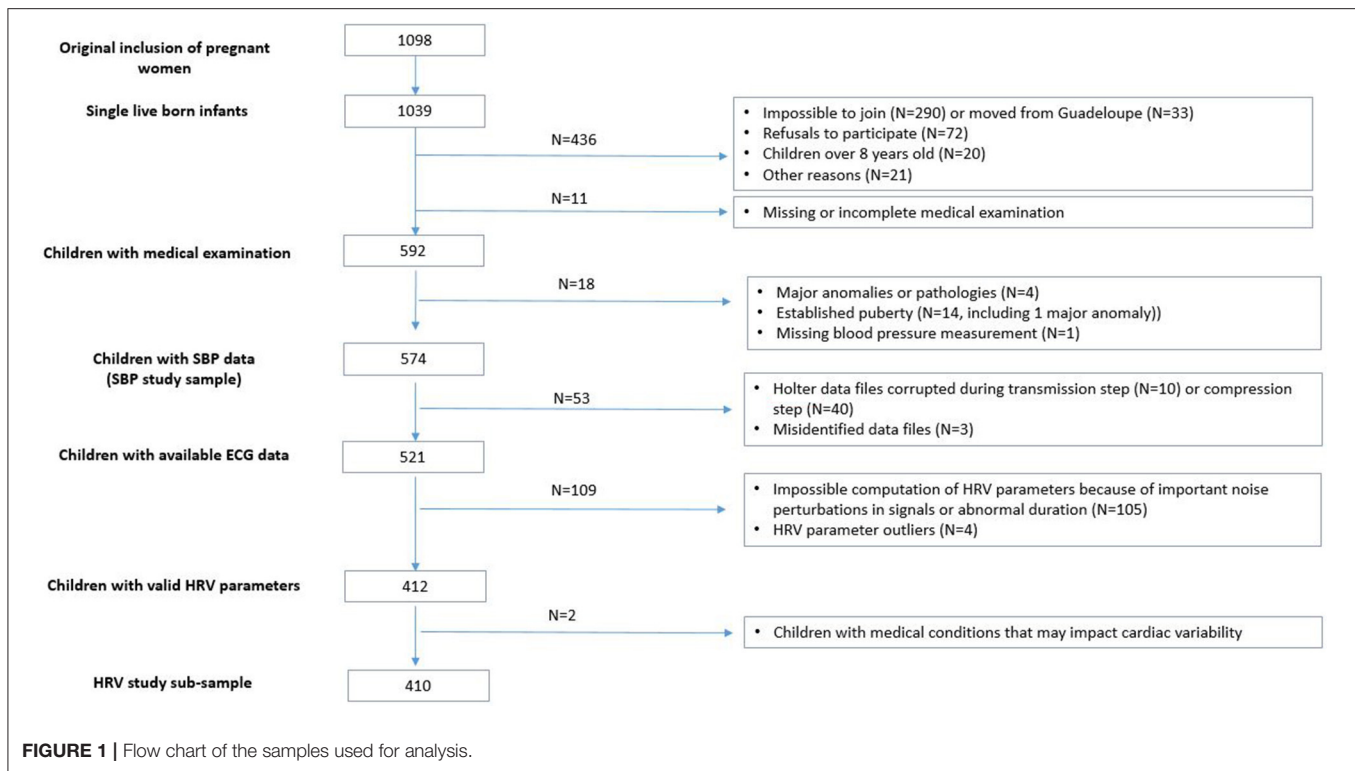 Original inclusion of pregnant
women
1098
Single live born infants
1039
N=436
• Impossible to join (N=290) or moved from Guadeloupe (N=33)
• Refusals to participate (N=72)
• Children over 8 years old (N=20)
• Other reasons (N=21)
N=11
• Missing or incomplete medical examination
Children with medical examination
592
N=18
• Major anomalies or pathologies (N=4)
• Established puberty (N=14, including 1 major anomaly))
• Missing blood pressure measurement (N=1)
Children with SBP data
(SBP study sample)
574
N=53
• Holter data files corrupted during transmission step (N=10) or compression
step (N=40)
• Misidentified data files (N=3)
Children with available ECG data
521
N=109
• Impossible computation of HRV parameters because of important noise
perturbations in signals or abnormal duration (N=105)
• HRV parameter outliers (N=4)
Children with valid HRV parameters
412
N=2
• Children with medical conditions that may impact cardiac variability
HRV study sub-sample
410
FIGURE 1 | Flow chart of the samples used for analysis.